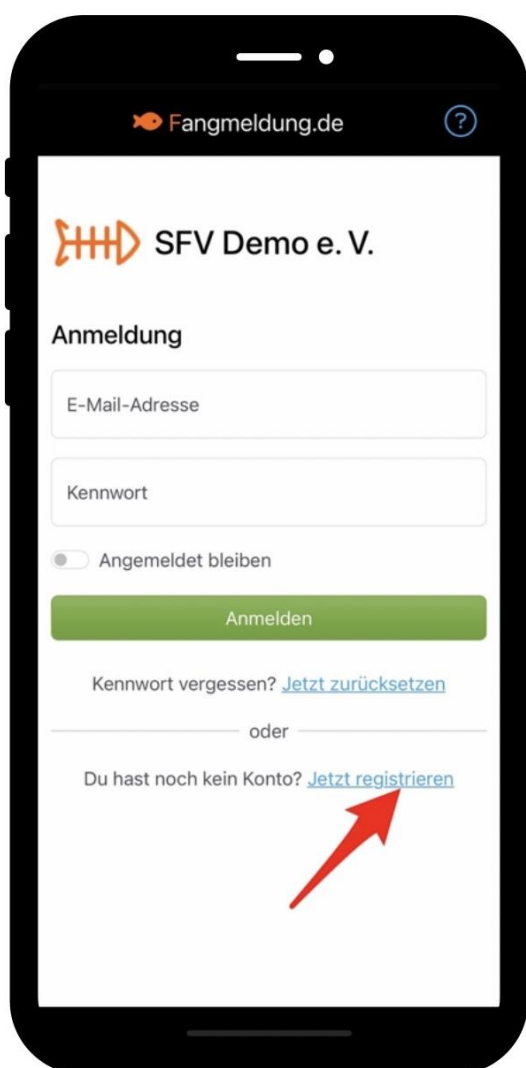 Fangmeldung.de
?
SFV Demo e. V.
Anmeldung
E-Mail-Adresse
Kennwort
Angemeldet bleiben
Anmelden
Kennwort vergessen? Jetzt zurücksetzen
oder
Du hast noch kein Konto? Jetzt registrieren